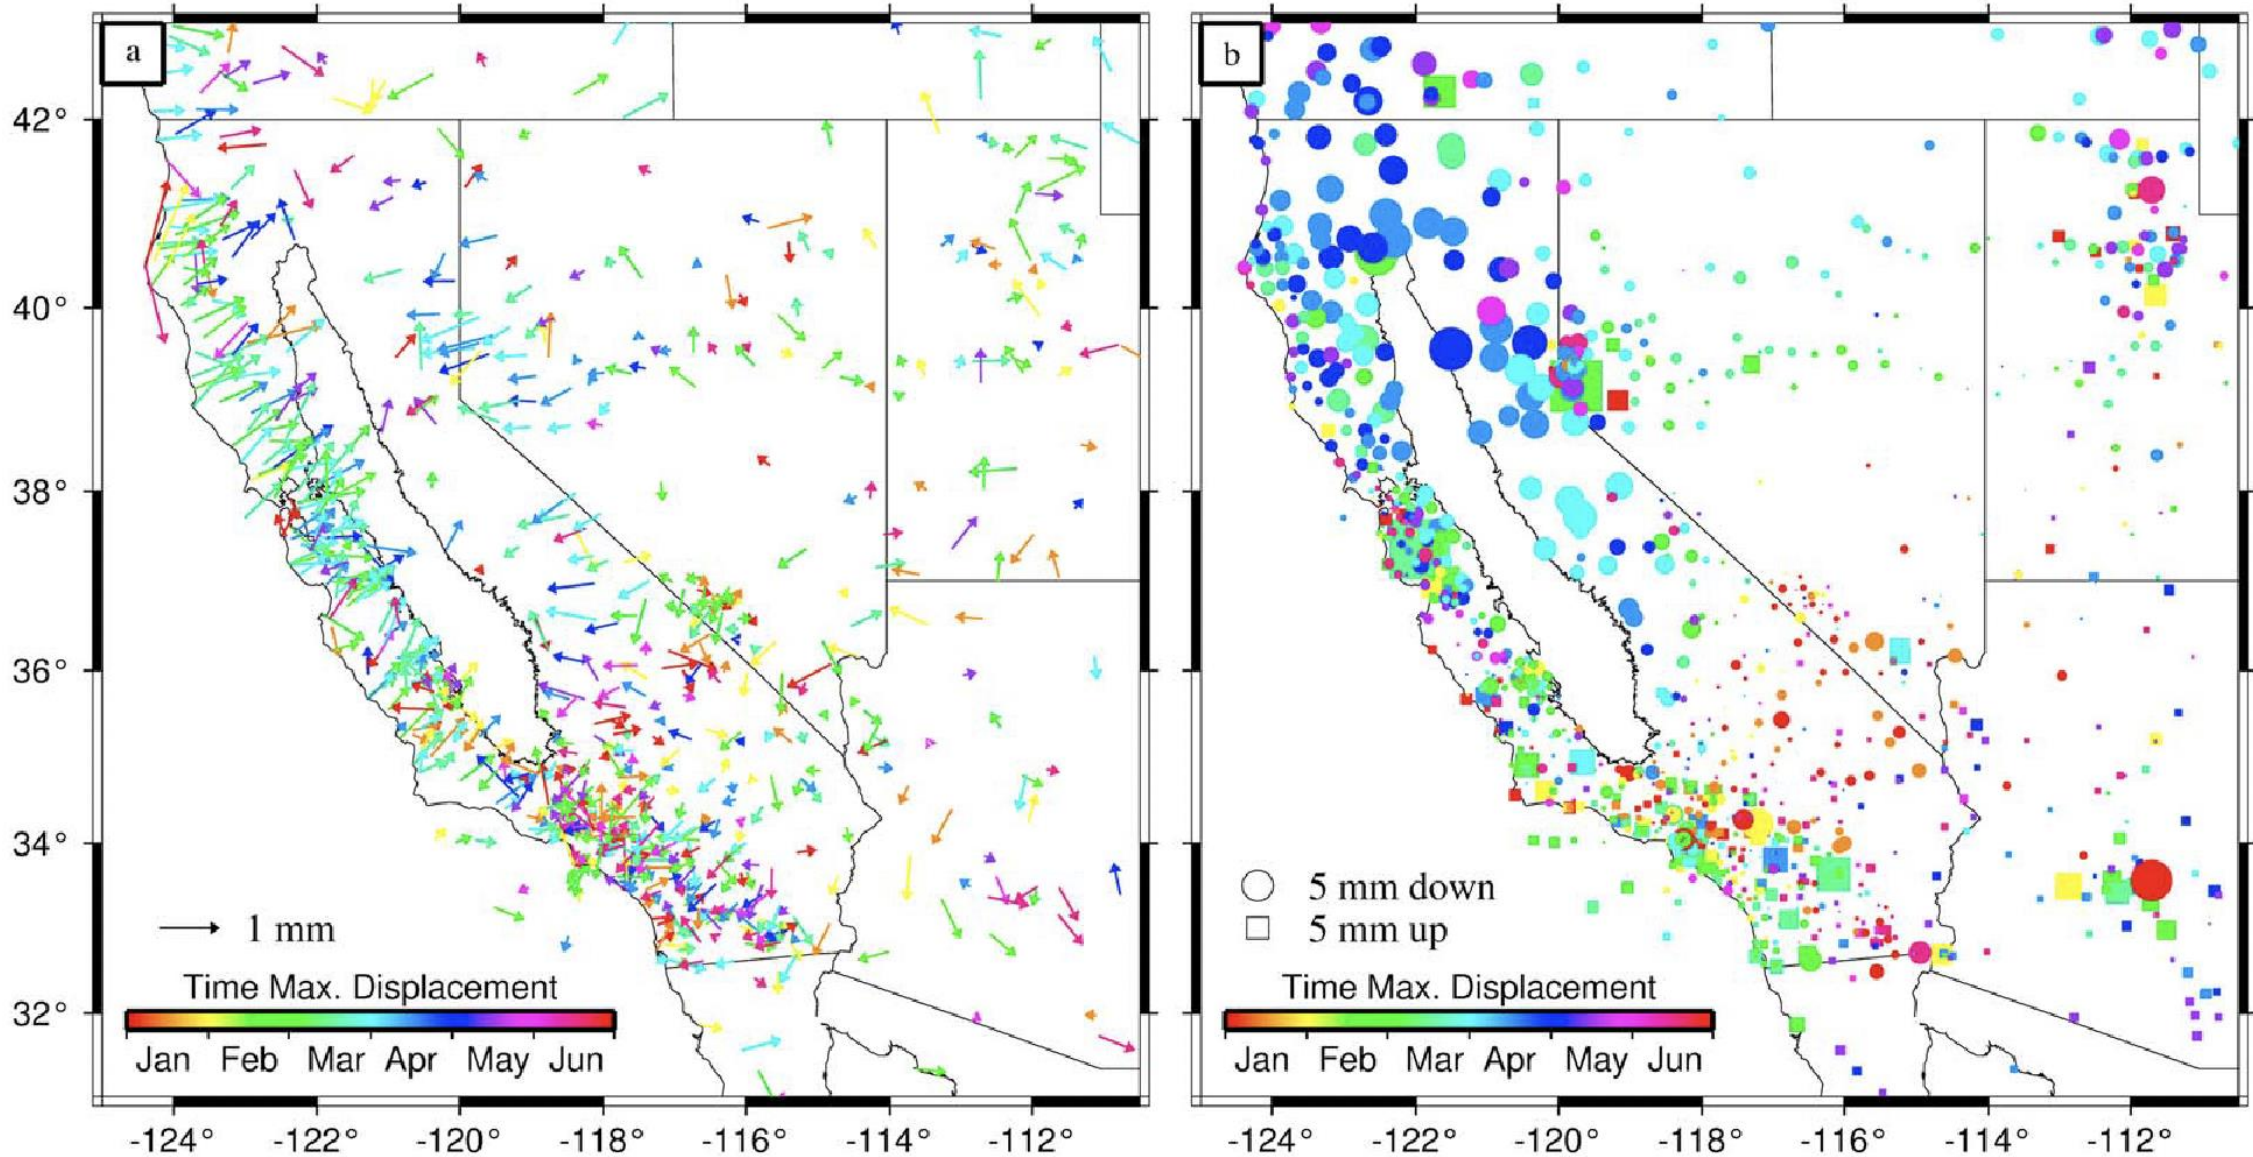 a
b
42°
40°
38°
36°
34°
32°
1 mm
Time Max. Displacement
Jan Feb Mar Apr May Jun
5 mm down
5 mm up
Time Max. Displacement
Jan Feb Mar Apr May Jun
-124° -122° -120° -118° -116° -114° -112°
-124° -122° -120° -118° -116° -114° -112°